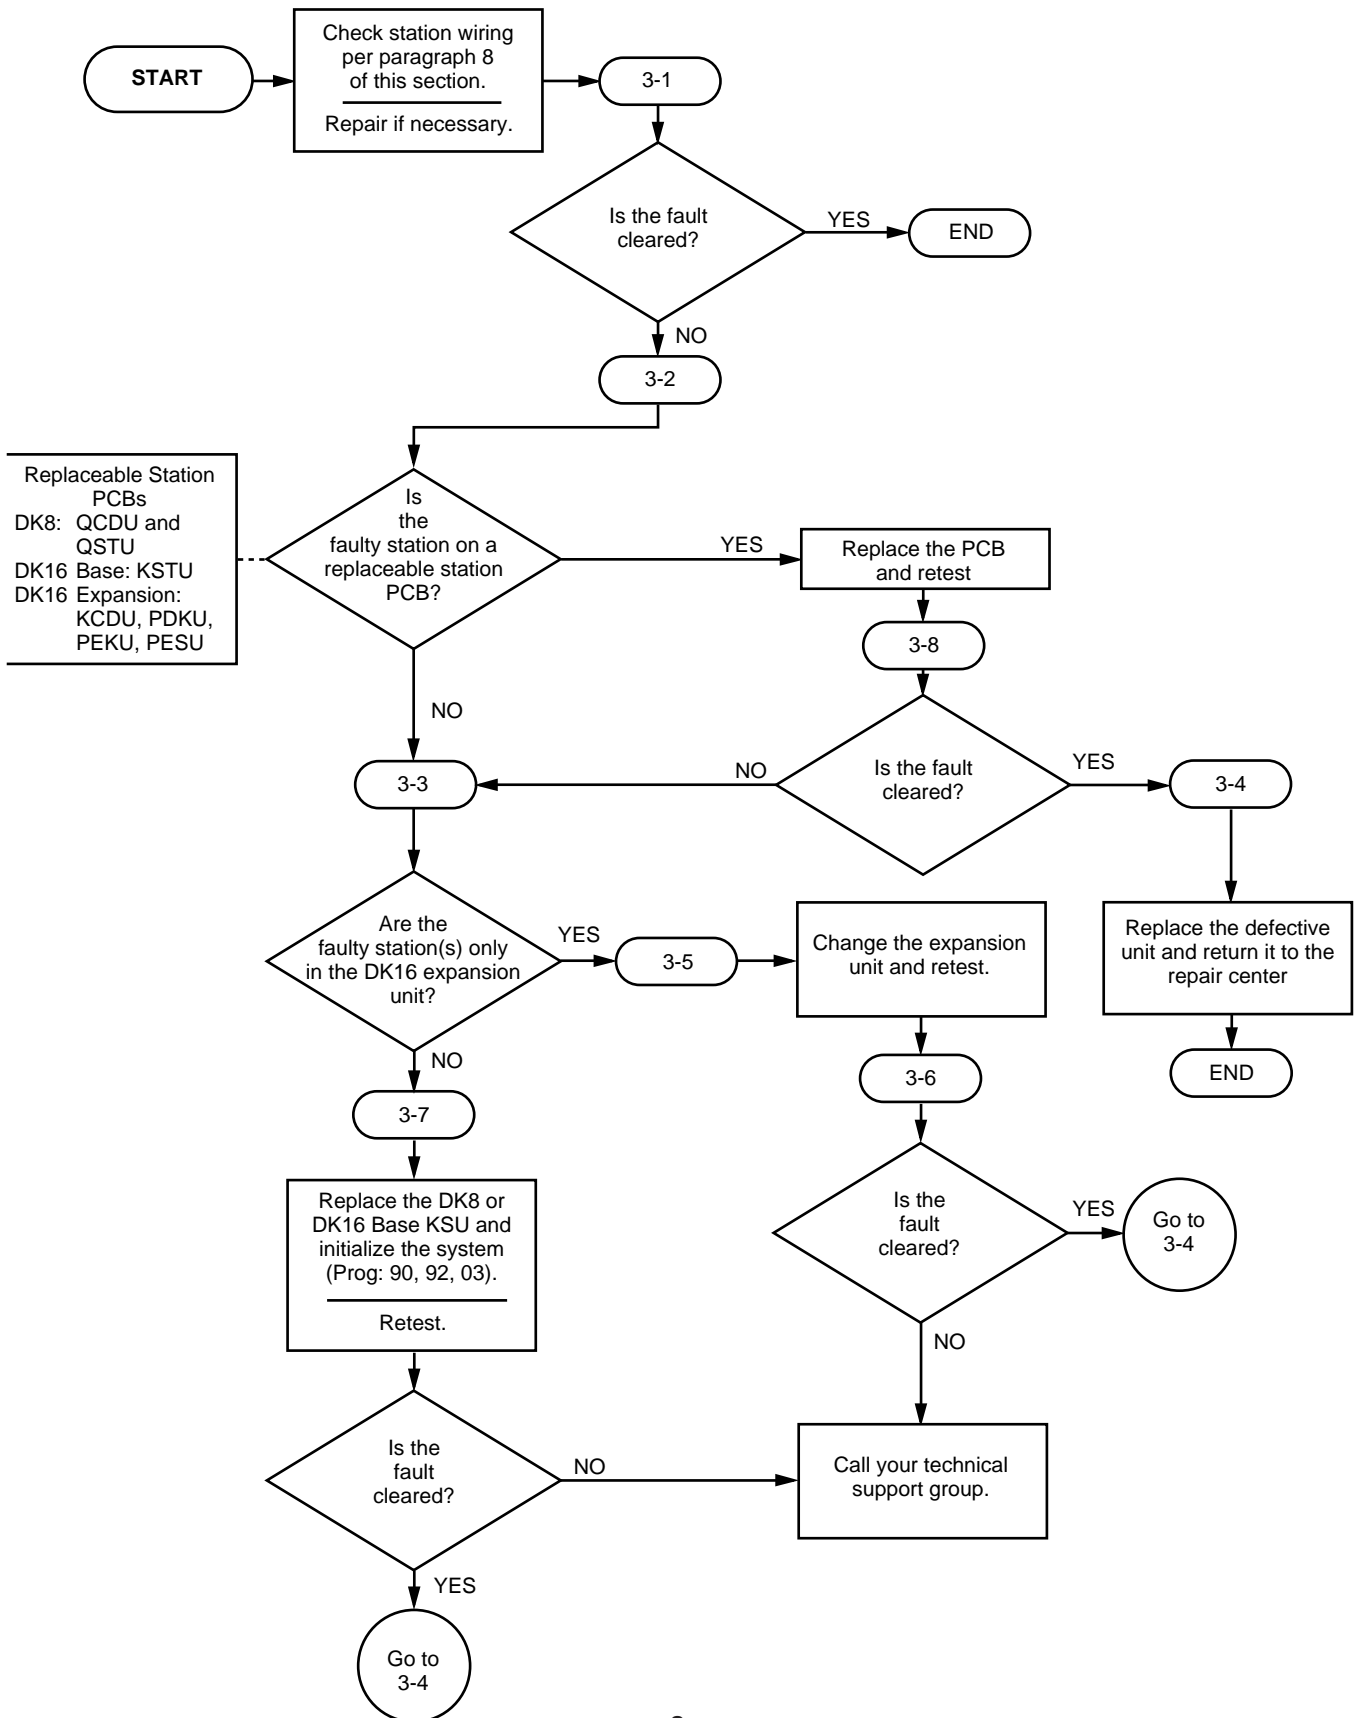 START
Check station wiring
per paragraph 8
of this section.
Repair if necessary.
3-1
Is the fault
cleared?
YES
END
NO
3-2
Replaceable Station
PCBs
DK8: QCDU and
QSTU
DK16 Base: KSTU
DK16 Expansion:
KCDU, PDKU,
PEKU, PESU
Is
the
faulty station on a
replaceable station
PCB?
YES
Replace the PCB
and retest
3-8
NO
3-3
NO
Is the fault
cleared?
YES
3-4
Are the
faulty station(s) only
in the DK16 expansion
unit?
YES
3-5
Change the expansion
unit and retest.
Replace the defective
unit and return it to the
repair center
END
NO
3-7
3-6
Replace the DK8 or
DK16 Base KSU and
initialize the system
(Prog: 90, 92, 03).
Retest.
Is the
fault
cleared?
YES
Go to
3-4
NO
Is the
fault
cleared?
NO
Call your technical
support group.
YES
Go to
3-4